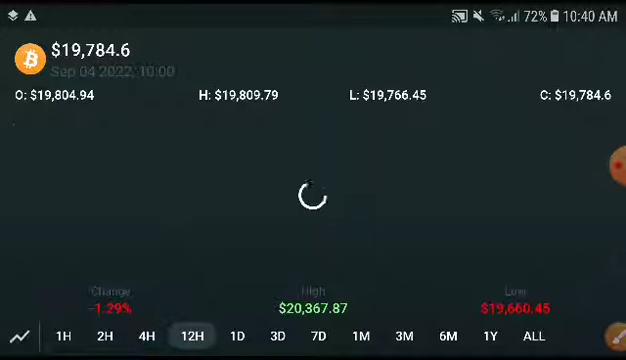 72% 10:40 AM
$19,784.6
Sep 04 2022, 10:00
O: $19,804.94 H: $19,809.79 L: $19,766.45 C: $19,784.6
Change High Low
-1.29% $20,367.87 $19,660.45
1H 2H 4H 12H 1D 3D 7D 1M 3M 6M 1Y ALL